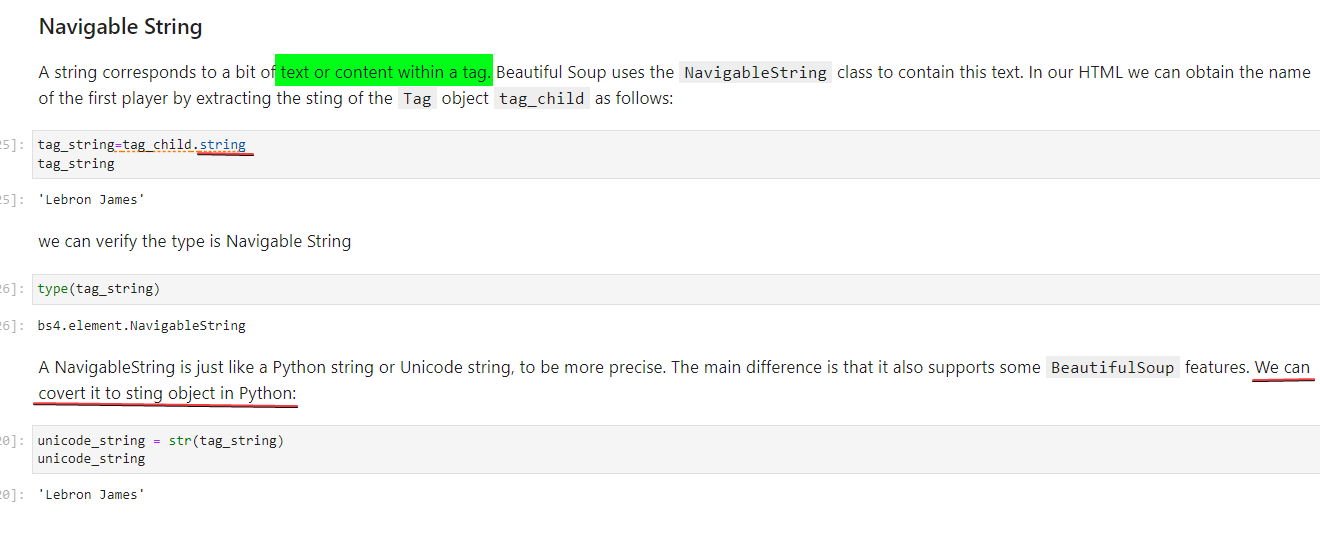 Navigable String
A string corresponds to a bit of text or content within a tag. Beautiful Soup uses the NavigableString class to contain this text. In our HTML we can obtain the name
of the first player by extracting the sting of the Tag object tag_child as follows:
25]: tag_string=tag_child.string
tag_string
25]: 'Lebron James'
we can verify the type is Navigable String
26]: type(tag_string)
26]: bs4.element.NavigableString
A NavigableString is just like a Python string or Unicode string, to be more precise. The main difference is that it also supports some BeautifulSoup features. We can
covert it to sting object in Python:
20]: unicode_string = str(tag_string)
unicode_string
20]: 'Lebron James'